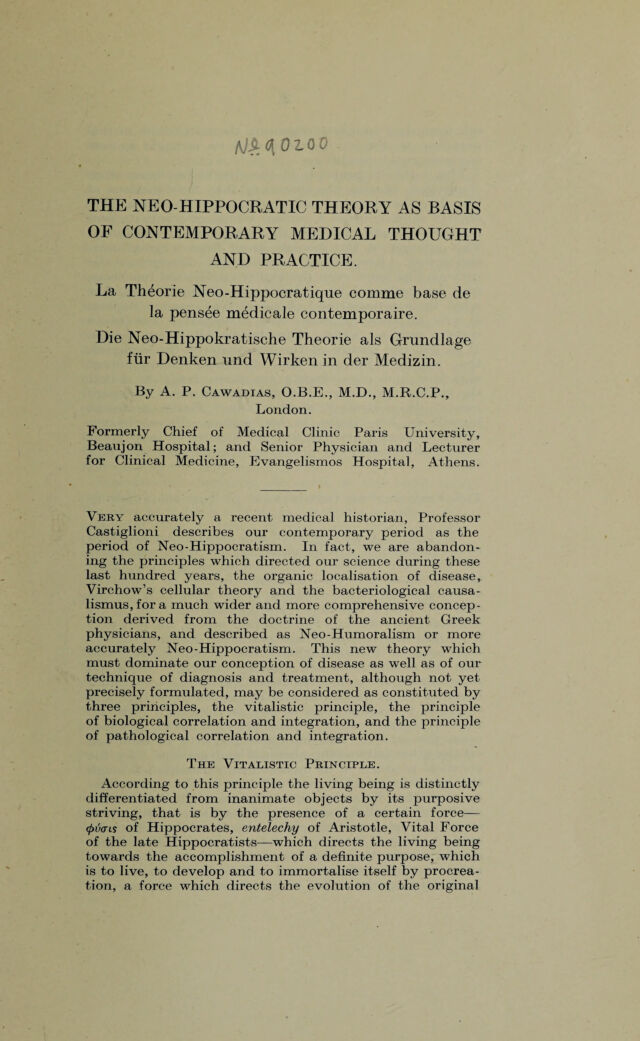 № 90200
THE NEO-HIPPOCRATIC THEORY AS BASIS
OF CONTEMPORARY MEDICAL THOUGHT
AND PRACTICE.
La Théorie Neo-Hippocratique comme base de
la pensée médicale contemporaire.
Die Neo-Hippokratische Theorie als Grundlage
für Denken und Wirken in der Medizin.
By A. P. CAWADIAS, O.B.E., M.D., M.R.C.P.,
London.
Formerly Chief of Medical Clinic Paris University,
Beaujon Hospital; and Senior Physician and Lecturer
for Clinical Medicine, Evangelismos Hospital, Athens.
VERY accurately a recent medical historian, Professor
Castiglioni describes our contemporary period as the
period of Neo-Hippocratism. In fact, we are abandon-
ing the principles which directed our science during these
last hundred years, the organic localisation of disease,
Virchow's cellular theory and the bacteriological causa-
lismus, for a much wider and more comprehensive concep-
tion derived from the doctrine of the ancient Greek
physicians, and described as Neo-Humoralism or more
accurately Neo-Hippocratism. This new theory which
must dominate our conception of disease as well as of our
technique of diagnosis and treatment, although not yet
precisely formulated, may be considered as constituted by
three principles, the vitalistic principle, the principle
of biological correlation and integration, and the principle
of pathological correlation and integration.
THE VITALISTIC PRINCIPLE.
According to this principle the living being is distinctly
differentiated from inanimate objects by its purposive
striving, that is by the presence of a certain force—
φύσις of Hippocrates, entelechy of Aristotle, Vital Force
of the late Hippocratists—which directs the living being
towards the accomplishment of a definite purpose, which
is to live, to develop and to immortalise itself by procrea-
tion, a force which directs the evolution of the original